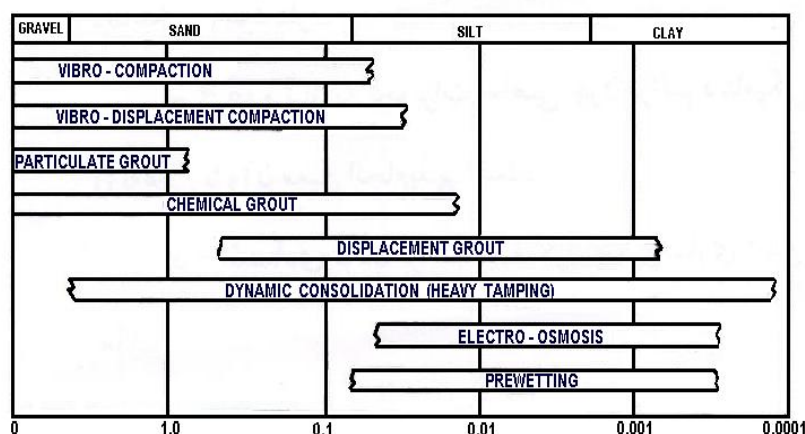 GRAVEL SAND SILT CLAY
VIBRO - COMPACTION
VIBRO - DISPLACEMENT COMPACTION
PARTICULATE GROUT
CHEMICAL GROUT
DISPLACEMENT GROUT
DYNAMIC CONSOLIDATION (HEAVY TAMPING)
ELECTRO - OSMOSIS
PREWETTING
0 1.0 0.1 0.01 0.001 0.0001